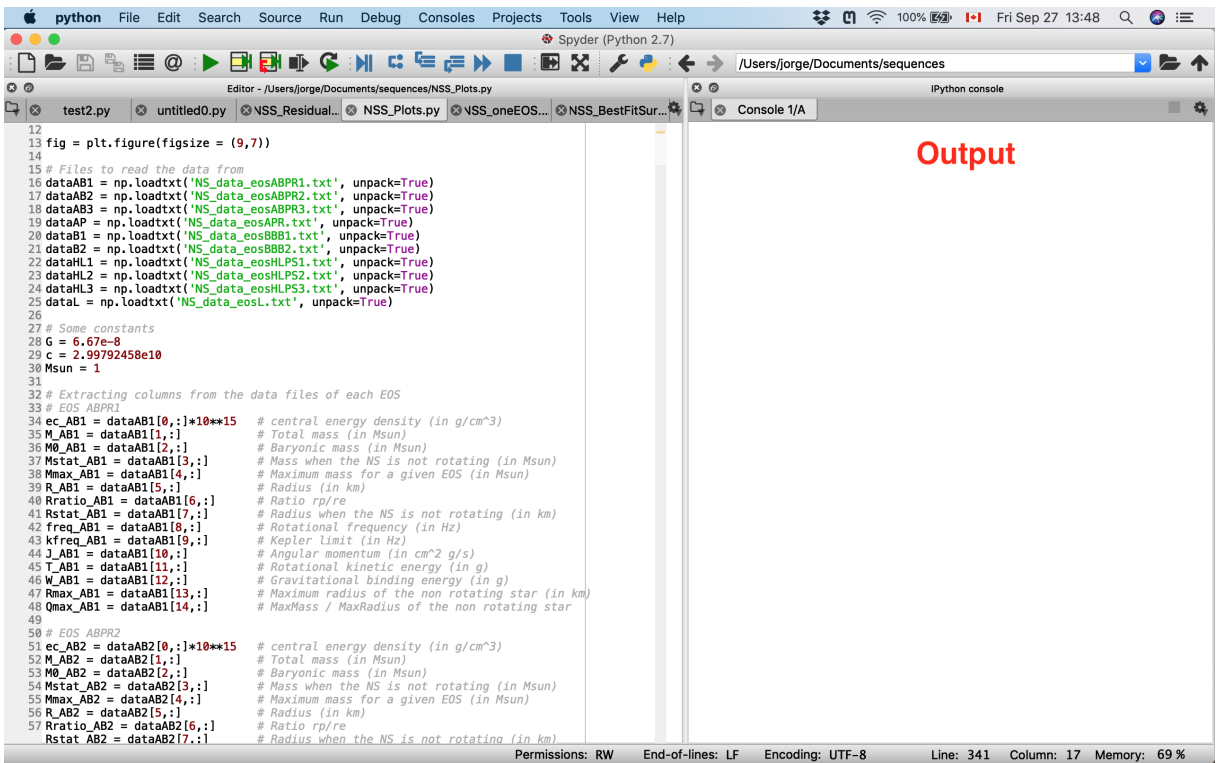 python File Edit Search Source Run Debug Consoles Projects Tools View Help 100% Fri Sep 27 13:48
Spyder (Python 2.7)
/Users/jorge/Documents/sequences
Editor - /Users/jorge/Documents/sequences/NSS_Plots.py
IPython console
test2.py untitled0.py NSS_Residual... NSS_Plots.py NSS_oneEOS... NSS_BestFitSur...
Console 1/A
Output
12
13 fig = plt.figure(figsize = (9,7))
14
15 # Files to read the data from
16 dataAB1 = np.loadtxt('NS_data_eosABPR1.txt', unpack=True)
17 dataAB2 = np.loadtxt('NS_data_eosABPR2.txt', unpack=True)
18 dataAB3 = np.loadtxt('NS_data_eosABPR3.txt', unpack=True)
19 dataAP = np.loadtxt('NS_data_eosAPR.txt', unpack=True)
20 dataB1 = np.loadtxt('NS_data_eosBBB1.txt', unpack=True)
21 dataB2 = np.loadtxt('NS_data_eosBBB2.txt', unpack=True)
22 dataHL1 = np.loadtxt('NS_data_eosHLPS1.txt', unpack=True)
23 dataHL2 = np.loadtxt('NS_data_eosHLPS2.txt', unpack=True)
24 dataHL3 = np.loadtxt('NS_data_eosHLPS3.txt', unpack=True)
25 dataL = np.loadtxt('NS_data_eosL.txt', unpack=True)
26
27 # Some constants
28 G = 6.67e-8
29 c = 2.99792458e10
30 Msun = 1
31
32 # Extracting columns from the data files of each EOS
33 # EOS ABPR1
34 ec_AB1 = dataAB1[0,:]*10**15 # central energy density (in g/cm^3)
35 M_AB1 = dataAB1[1,:] # Total mass (in Msun)
36 M0_AB1 = dataAB1[2,:] # Baryonic mass (in Msun)
37 Mstat_AB1 = dataAB1[3,:] # Mass when the NS is not rotating (in Msun)
38 Mmax_AB1 = dataAB1[4,:] # Maximum mass for a given EOS (in Msun)
39 R_AB1 = dataAB1[5,:] # Radius (in km)
40 Rratio_AB1 = dataAB1[6,:] # Ratio rp/re
41 Rstat_AB1 = dataAB1[7,:] # Radius when the NS is not rotating (in km)
42 freq_AB1 = dataAB1[8,:] # Rotational frequency (in Hz)
43 kfreq_AB1 = dataAB1[9,:] # Kepler limit (in Hz)
44 J_AB1 = dataAB1[10,:] # Angular momentum (in cm^2 g/s)
45 T_AB1 = dataAB1[11,:] # Rotational kinetic energy (in g)
46 W_AB1 = dataAB1[12,:] # Gravitational binding energy (in g)
47 Rmax_AB1 = dataAB1[13,:] # Maximum radius of the non rotating star (in km)
48 Qmax_AB1 = dataAB1[14,:] # MaxMass / MaxRadius of the non rotating star
49
50 # EOS ABPR2
51 ec_AB2 = dataAB2[0,:]*10**15 # central energy density (in g/cm^3)
52 M_AB2 = dataAB2[1,:] # Total mass (in Msun)
53 M0_AB2 = dataAB2[2,:] # Baryonic mass (in Msun)
54 Mstat_AB2 = dataAB2[3,:] # Mass when the NS is not rotating (in Msun)
55 Mmax_AB2 = dataAB2[4,:] # Maximum mass for a given EOS (in Msun)
56 R_AB2 = dataAB2[5,:] # Radius (in km)
57 Rratio_AB2 = dataAB2[6,:] # Ratio rp/re
Rstat_AB2 = dataAB2[7,:] # Radius when the NS is not rotating (in km)
Permissions: RW End-of-lines: LF Encoding: UTF-8 Line: 341 Column: 17 Memory: 69 %